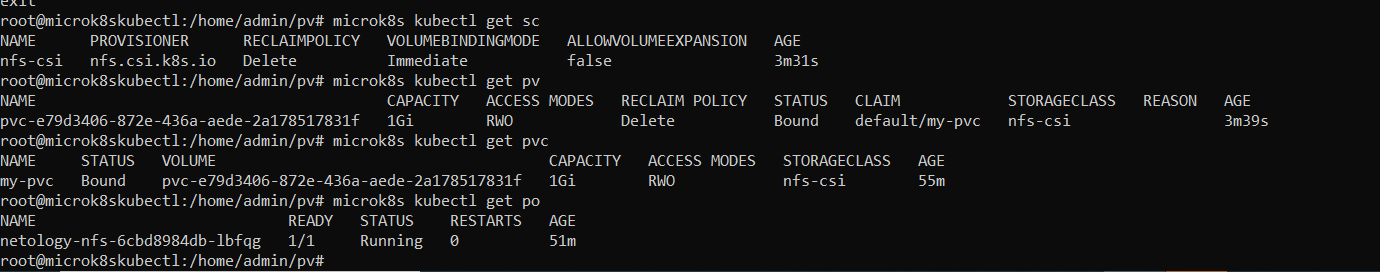 exit
root@microk8skubectl:/home/admin/pv# microk8s kubectl get sc
NAME      PROVISIONER      RECLAIMPOLICY   VOLUMEBINDINGMODE   ALLOWVOLUMEEXPANSION   AGE
nfs-csi   nfs.csi.k8s.io   Delete          Immediate           false                  3m31s
root@microk8skubectl:/home/admin/pv# microk8s kubectl get pv
NAME                                       CAPACITY   ACCESS MODES   RECLAIM POLICY   STATUS   CLAIM            STORAGECLASS   REASON   AGE
pvc-e79d3406-872e-436a-aede-2a178517831f   1Gi        RWO            Delete           Bound    default/my-pvc   nfs-csi                 3m39s
root@microk8skubectl:/home/admin/pv# microk8s kubectl get pvc
NAME     STATUS   VOLUME                                     CAPACITY   ACCESS MODES   STORAGECLASS   AGE
my-pvc   Bound    pvc-e79d3406-872e-436a-aede-2a178517831f   1Gi        RWO            nfs-csi        55m
root@microk8skubectl:/home/admin/pv# microk8s kubectl get po
NAME                            READY   STATUS    RESTARTS   AGE
netology-nfs-6cbd8984db-lbfqg   1/1     Running   0          51m
root@microk8skubectl:/home/admin/pv#